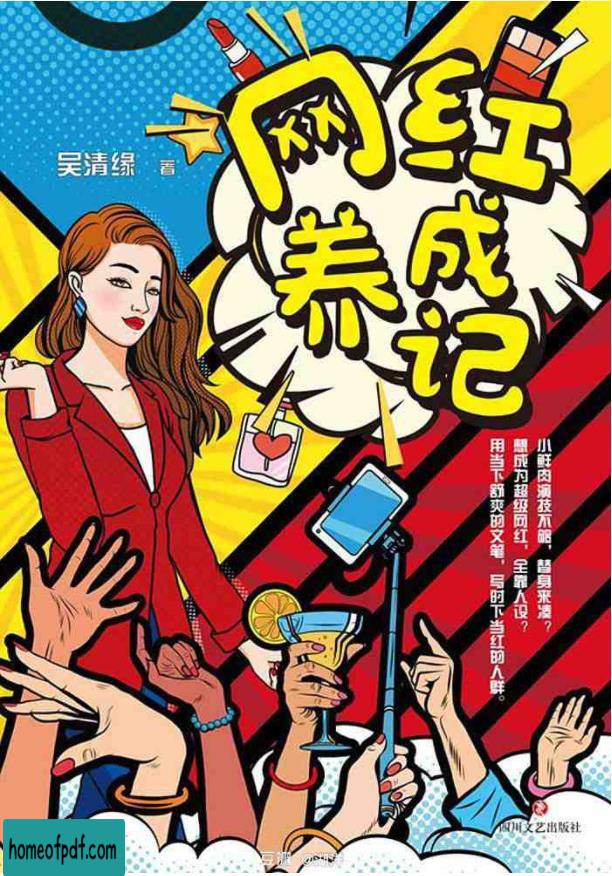 网红
养成记
吴清缘 著
小鲜肉演技不够，替身来凑？
想成为超级网红，全靠人设？
用当下舒爽的文笔，写时下当红的人群。
四川文艺出版社
homeofpdf.com